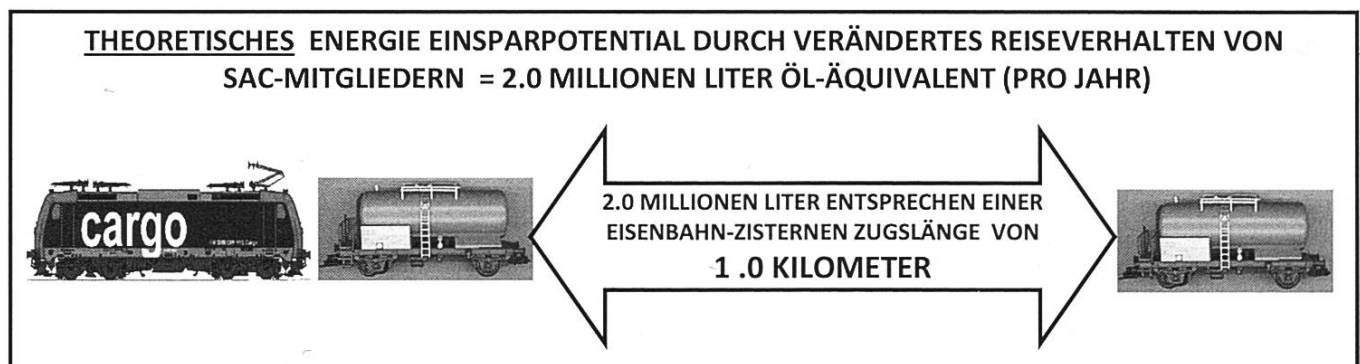 THEORETISCHES ENERGIE EINSPARPOTENTIAL DURCH VERÄNDERTES REISEVERHALTEN VON
SAC-MITGLIEDERN = 2.0 MILLIONEN LITER ÖL-ÄQUIVALENT (PRO JAHR)
cargo
2.0 MILLIONEN LITER ENTSPRECHEN EINER
EISENBAHN-ZISTERNEN ZUGSLÄNGE VON
1 .0 KILOMETER